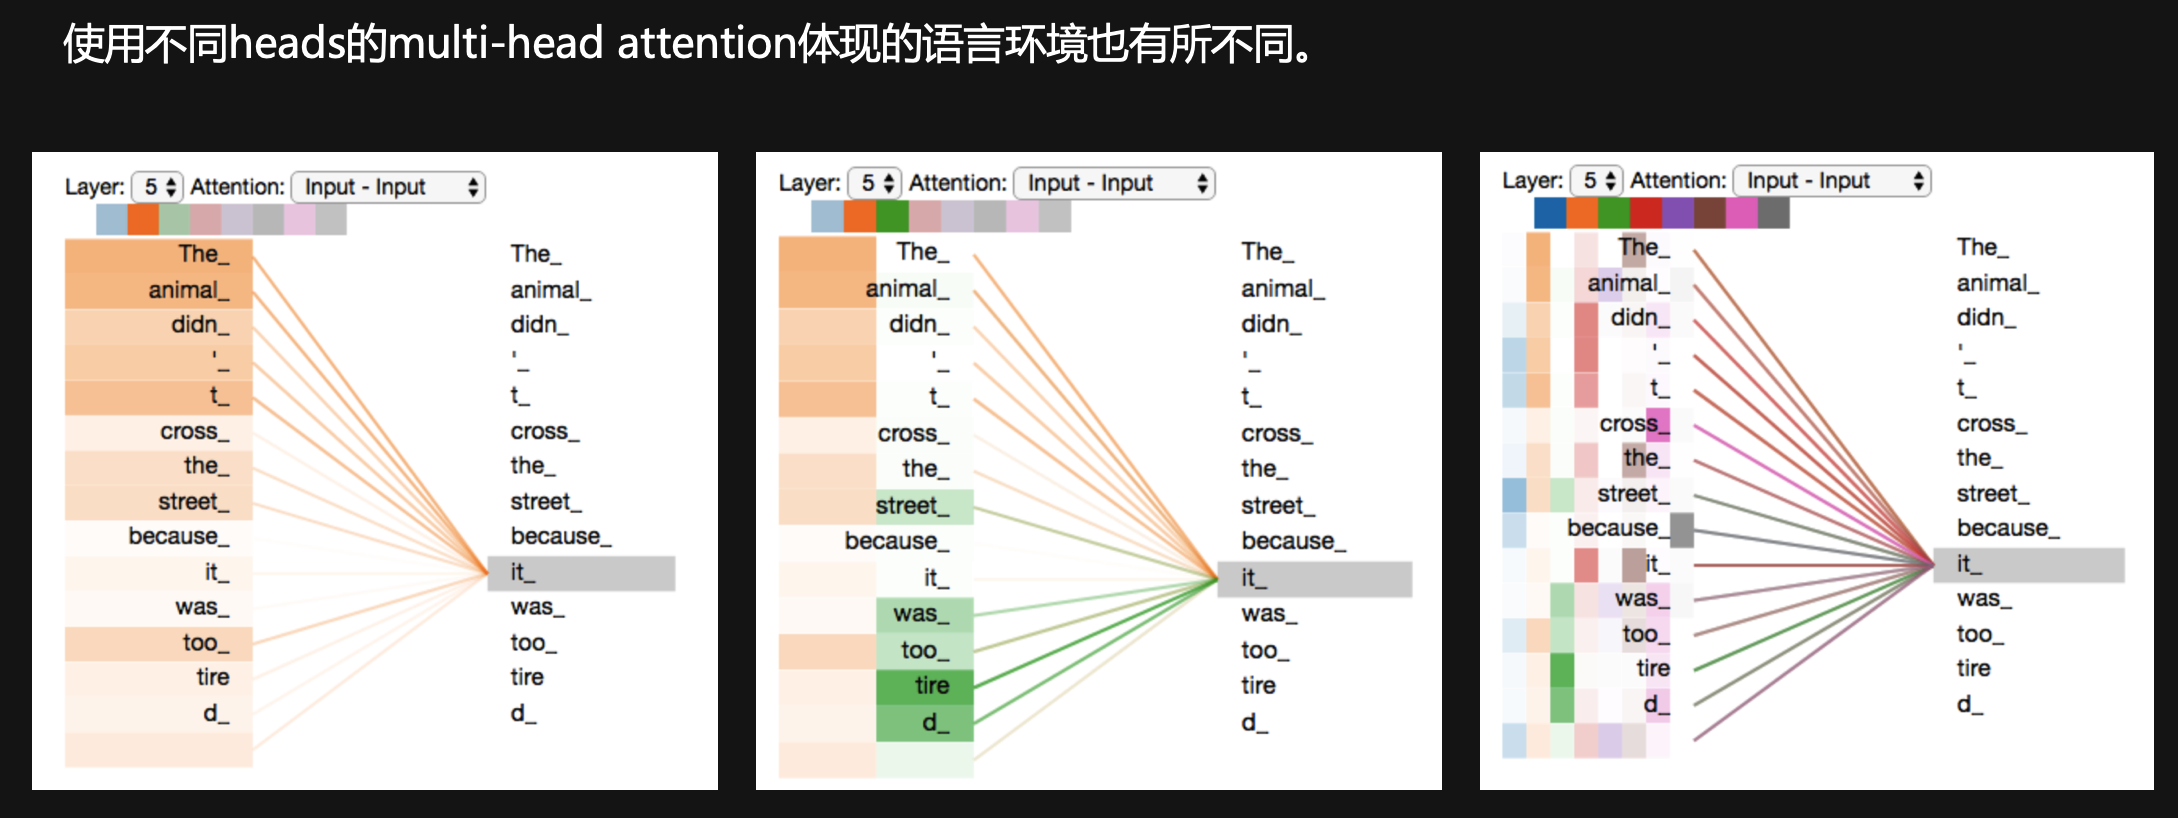 使用不同heads的multi-head attention体现的语言环境也有所不同。
Layer: 5 Attention: Input - Input
The_ The_
animal_ animal_
didn_ didn_
'_ '_
t_ t_
cross_ cross_
the_ the_
street_ street_
because_ because_
it_ it_
was_ was_
too_ too_
tire tire
d_ d_
Layer: 5 Attention: Input - Input
The_ The_
animal_ animal_
didn_ didn_
'_ '_
t_ t_
cross_ cross_
the_ the_
street_ street_
because_ because_
it_ it_
was_ was_
too_ too_
tire tire
d_ d_
Layer: 5 Attention: Input - Input
The_ The_
animal_ animal_
didn_ didn_
'_ '_
t_ t_
cross_ cross_
the_ the_
street_ street_
because_ because_
it_ it_
was_ was_
too_ too_
tire tire
d_ d_